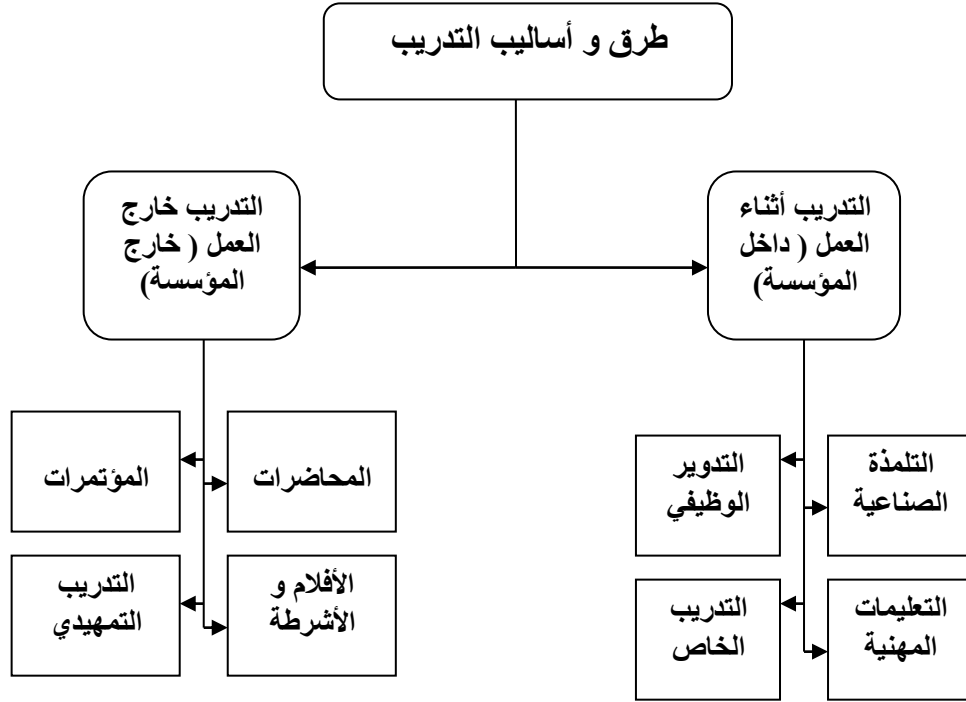 طرق و أساليب التدريب
التدريب أثناء
العمل ( داخل
المؤسسة)
التدريب خارج
العمل ( خارج
المؤسسة)
التلمذة
الصناعية
التدوير
الوظيفي
التعليمات
المهنية
التدريب
الخاص
المحاضرات
المؤتمرات
الأفلام و
الأشرطة
التدريب
التمهيدي